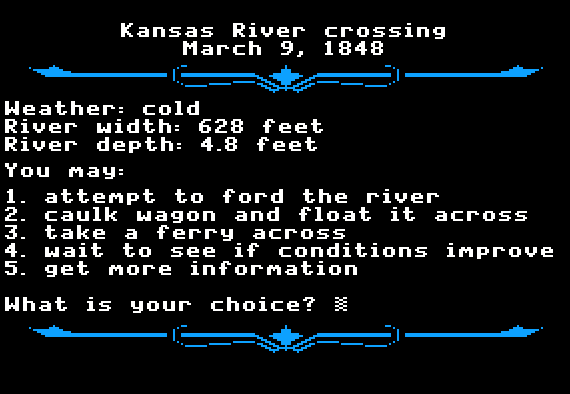 Kansas River crossing
March 9, 1848
Weather: cold
River width: 628 feet
River depth: 4.8 feet
You may:
1. attempt to ford the river
2. caulk wagon and float it across
3. take a ferry across
4. wait to see if conditions improve
5. get more information
What is your choice?